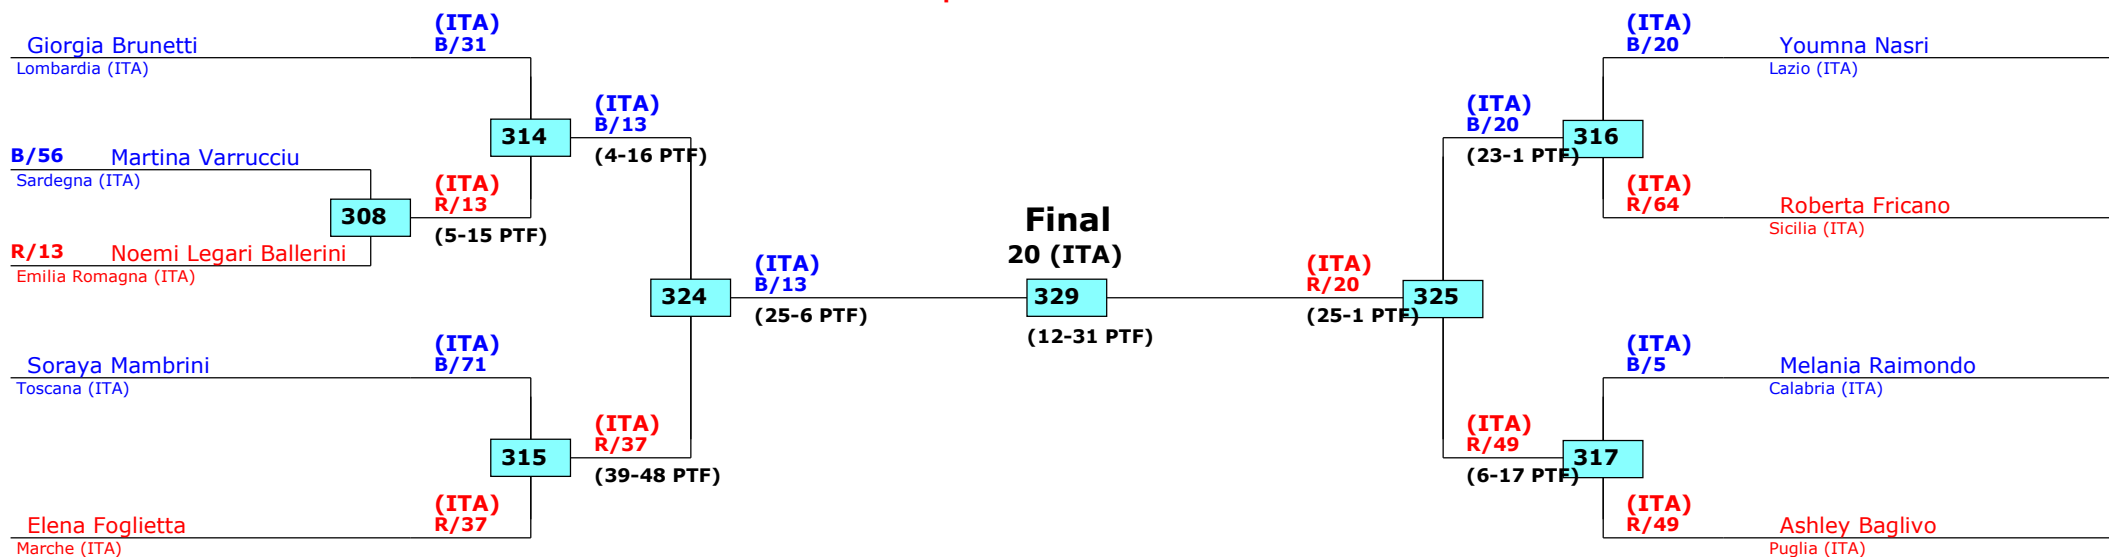 (ITA)
B/31
Giorgia Brunetti
Lombardia (ITA)
314
(ITA)
B/13
(4-16 PTF)
B/56 Martina Varrucciu
Sardegna (ITA)
308
(ITA)
R/13
(5-15 PTF)
R/13 Noemi Legari Ballerini
Emilia Romagna (ITA)
324
(ITA)
B/13
(25-6 PTF)
(ITA)
B/71
Soraya Mambrini
Toscana (ITA)
315
(ITA)
R/37
(39-48 PTF)
(ITA)
R/37
Elena Foglietta
Marche (ITA)
Final
20 (ITA)
329
(12-31 PTF)
(ITA)
R/20
(25-1 PTF)
325
(ITA)
B/20
Youmna Nasri
Lazio (ITA)
(ITA)
B/20
(23-1 PTF)
316
(ITA)
R/64
Roberta Fricano
Sicilia (ITA)
(ITA)
B/5
Melania Raimondo
Calabria (ITA)
(ITA)
R/49
(6-17 PTF)
317
(ITA)
R/49
Ashley Baglivo
Puglia (ITA)